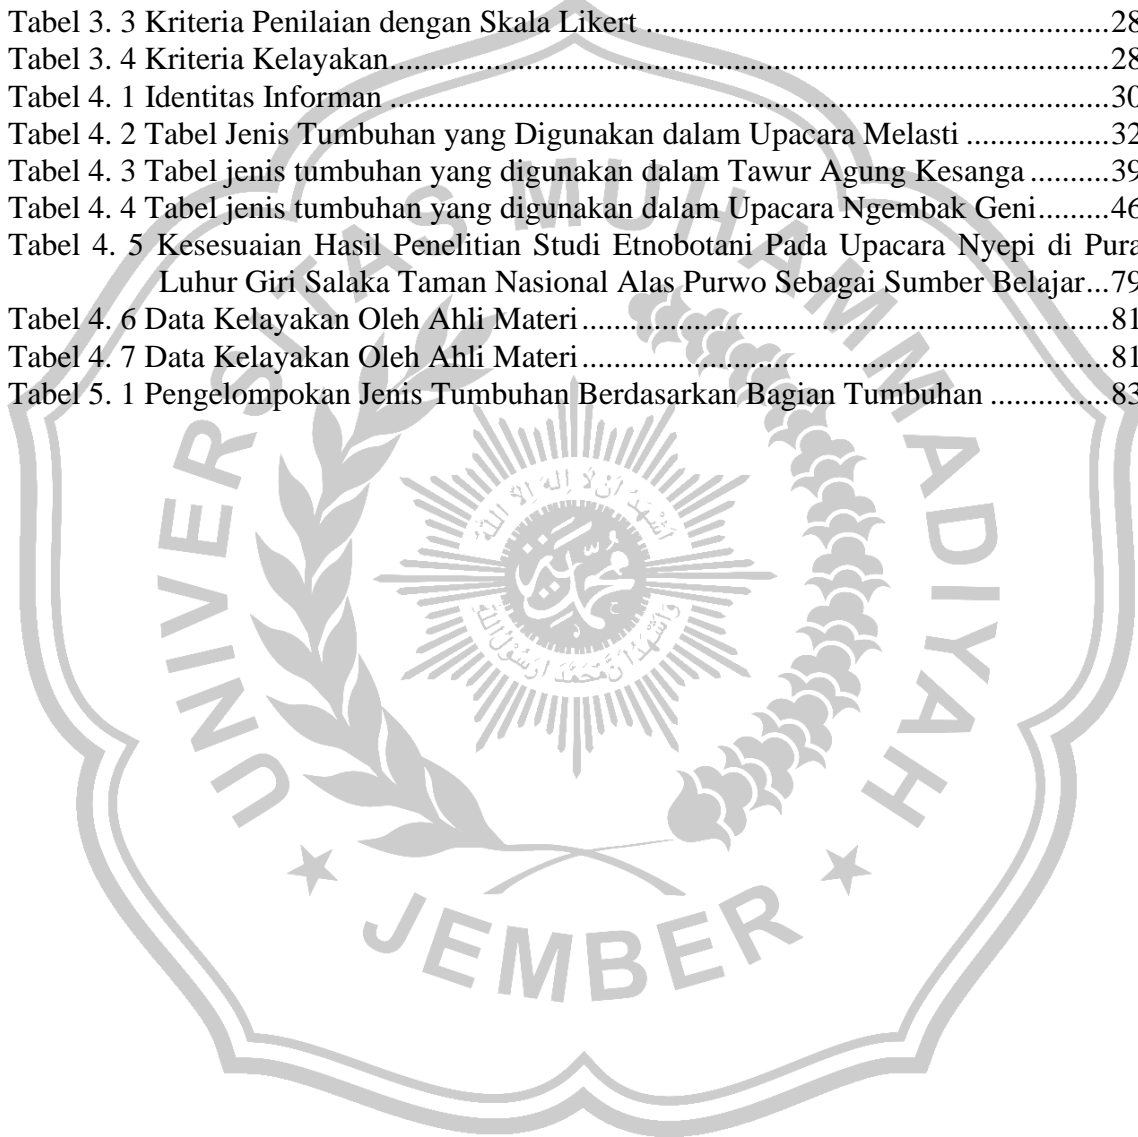 Tabel 3. 3 Kriteria Penilaian dengan Skala Likert ...........................................................28
Tabel 3. 4 Kriteria Kelayakan...........................................................................................28
Tabel 4. 1 Identitas Informan ...........................................................................................30
Tabel 4. 2 Tabel Jenis Tumbuhan yang Digunakan dalam Upacara Melasti ..................32
Tabel 4. 3 Tabel jenis tumbuhan yang digunakan dalam Tawur Agung Kesanga ..........39
Tabel 4. 4 Tabel jenis tumbuhan yang digunakan dalam Upacara Ngembak Geni.........46
Tabel 4. 5 Kesesuaian Hasil Penelitian Studi Etnobotani Pada Upacara Nyepi di Pura
Luhur Giri Salaka Taman Nasional Alas Purwo Sebagai Sumber Belajar...79
Tabel 4. 6 Data Kelayakan Oleh Ahli Materi...................................................................81
Tabel 4. 7 Data Kelayakan Oleh Ahli Materi...................................................................81
Tabel 5. 1 Pengelompokan Jenis Tumbuhan Berdasarkan Bagian Tumbuhan ...............83
UNIVERSITAS MUHAMMADIYAH
JEMBER